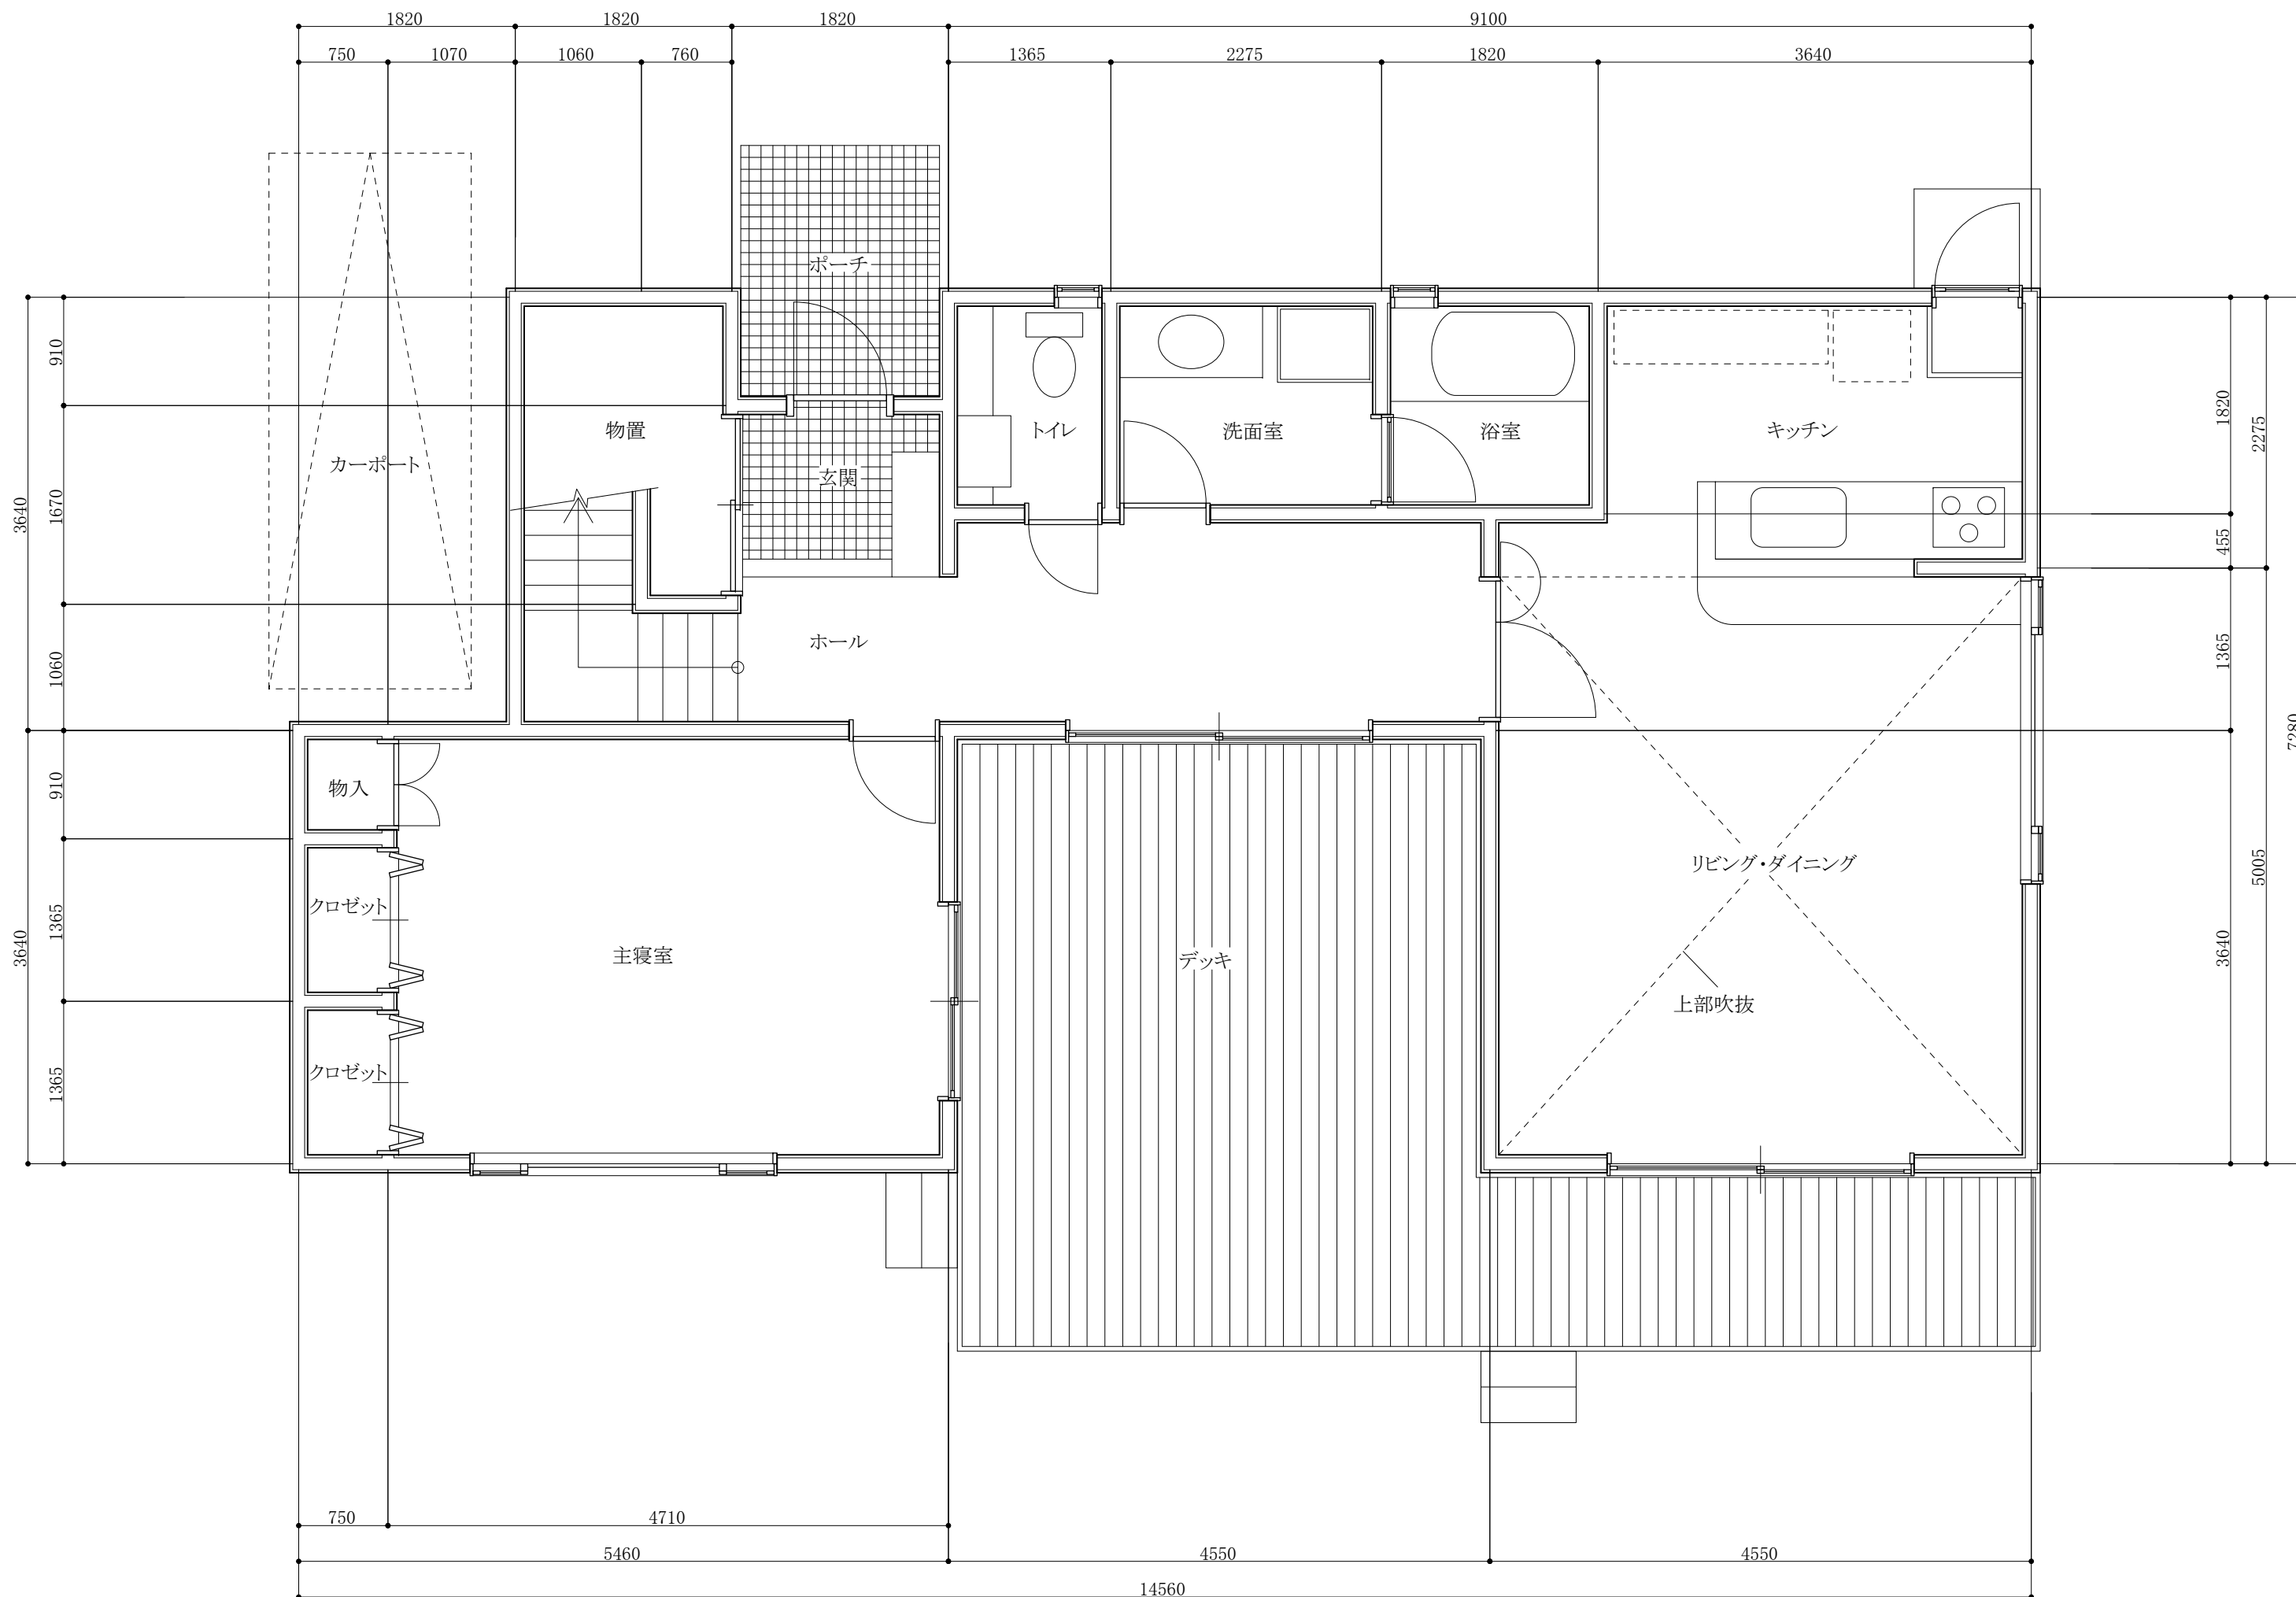 1820 1820 1820 9100
750 1070 1060 760 1365 2275 1820 3640
ポーチ
910
1820
2275
物置
トイレ
洗面室
浴室
キッチン
カーポート
玄関
3640
1670
455
ホール
1060
1365
7280
910
物入
リビング・ダイニング
5005
クロゼット
1365
主寝室
デッキ
3640
3640
上部吹抜
クロゼット
1365
750 4710
5460 4550 4550
14560